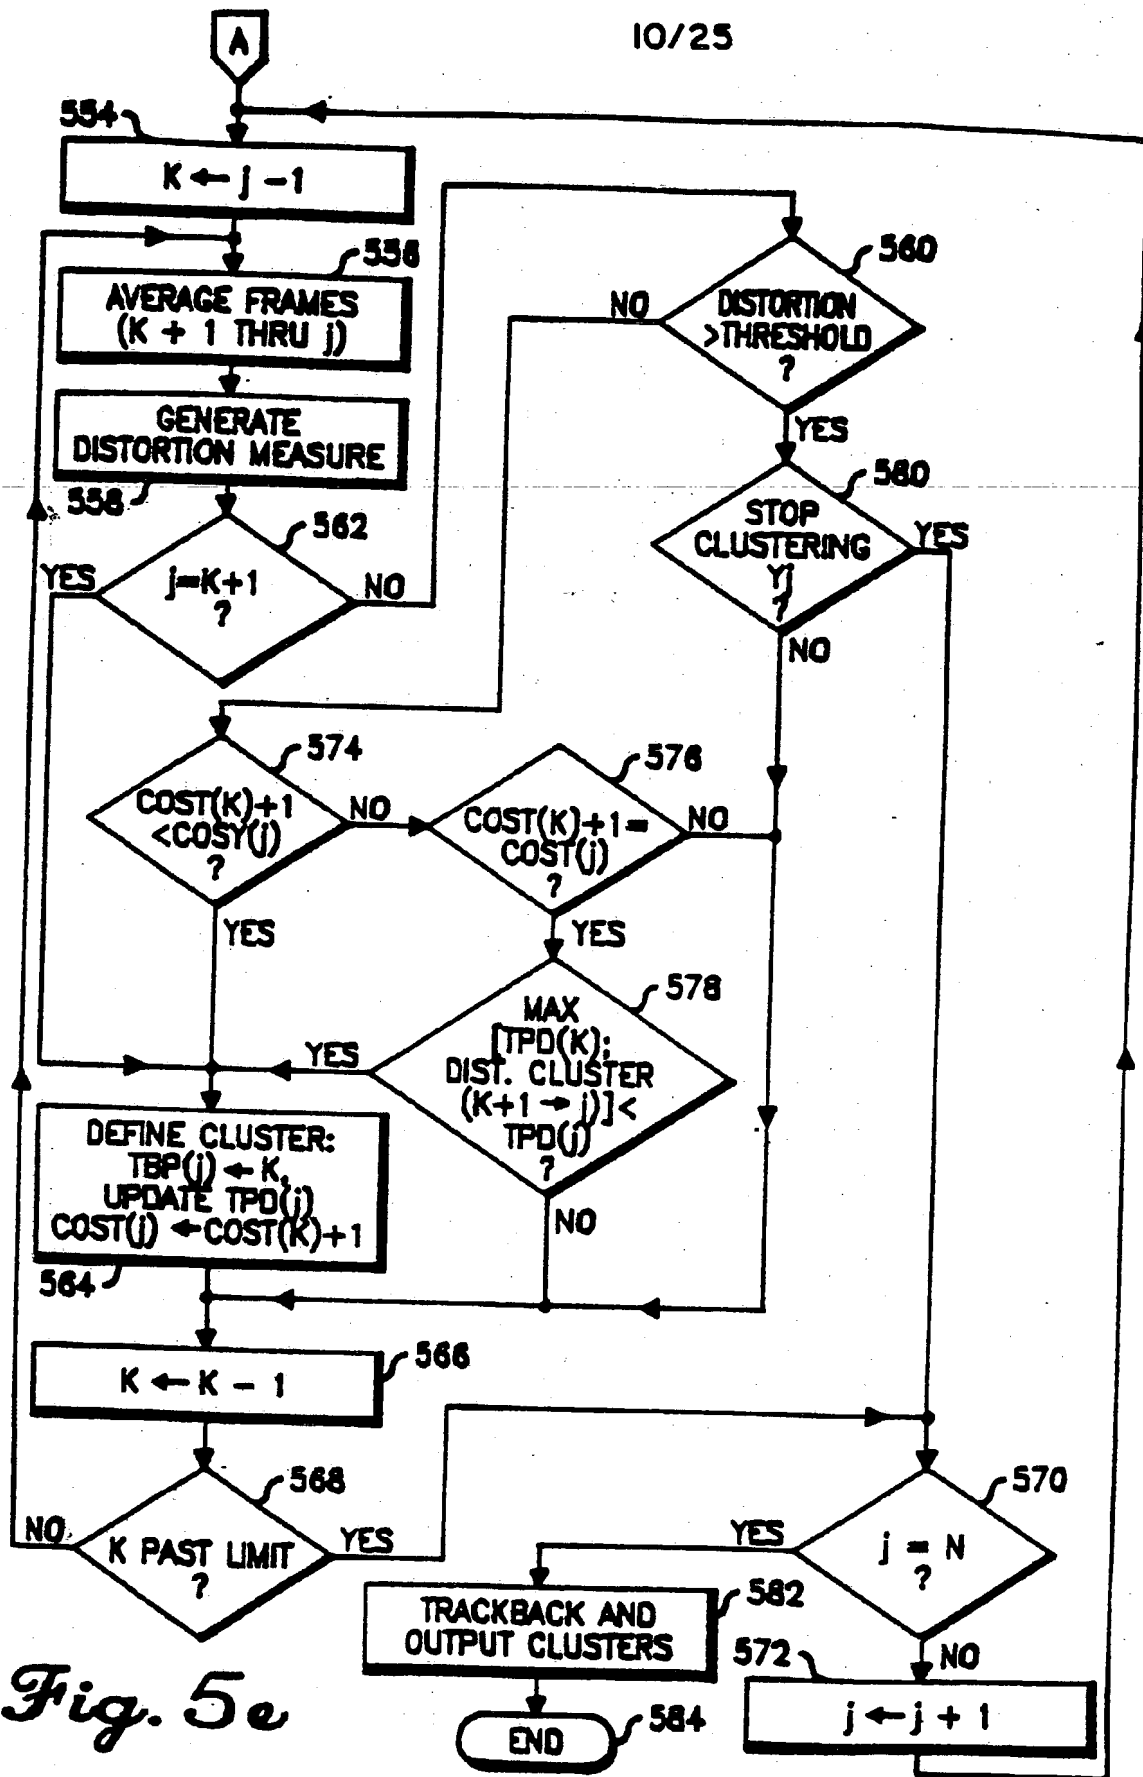 10/25
A
554
K ← j - 1
556
AVERAGE FRAMES
(K + 1 THRU j)
GENERATE
DISTORTION MEASURE
558
562
j=K+1
?
YES
NO
560
DISTORTION
>THRESHOLD
?
NO
YES
580
STOP
CLUSTERING
Yj
?
YES
NO
574
COST(K)+1
<COSY(j)
?
NO
YES
576
COST(K)+1=
COST(j)
?
NO
YES
578
MAX
[TPD(K);
DIST. CLUSTER
(K+1 → j)]<
TPD(j)
?
YES
NO
DEFINE CLUSTER:
TBP(j) ← K,
UPDATE TPD(j)
COST(j) ← COST(K)+1
564
566
K ← K - 1
568
K PAST LIMIT
?
NO
YES
570
j = N
?
YES
NO
582
TRACKBACK AND
OUTPUT CLUSTERS
572
j ← j + 1
584
END
Fig. 5e